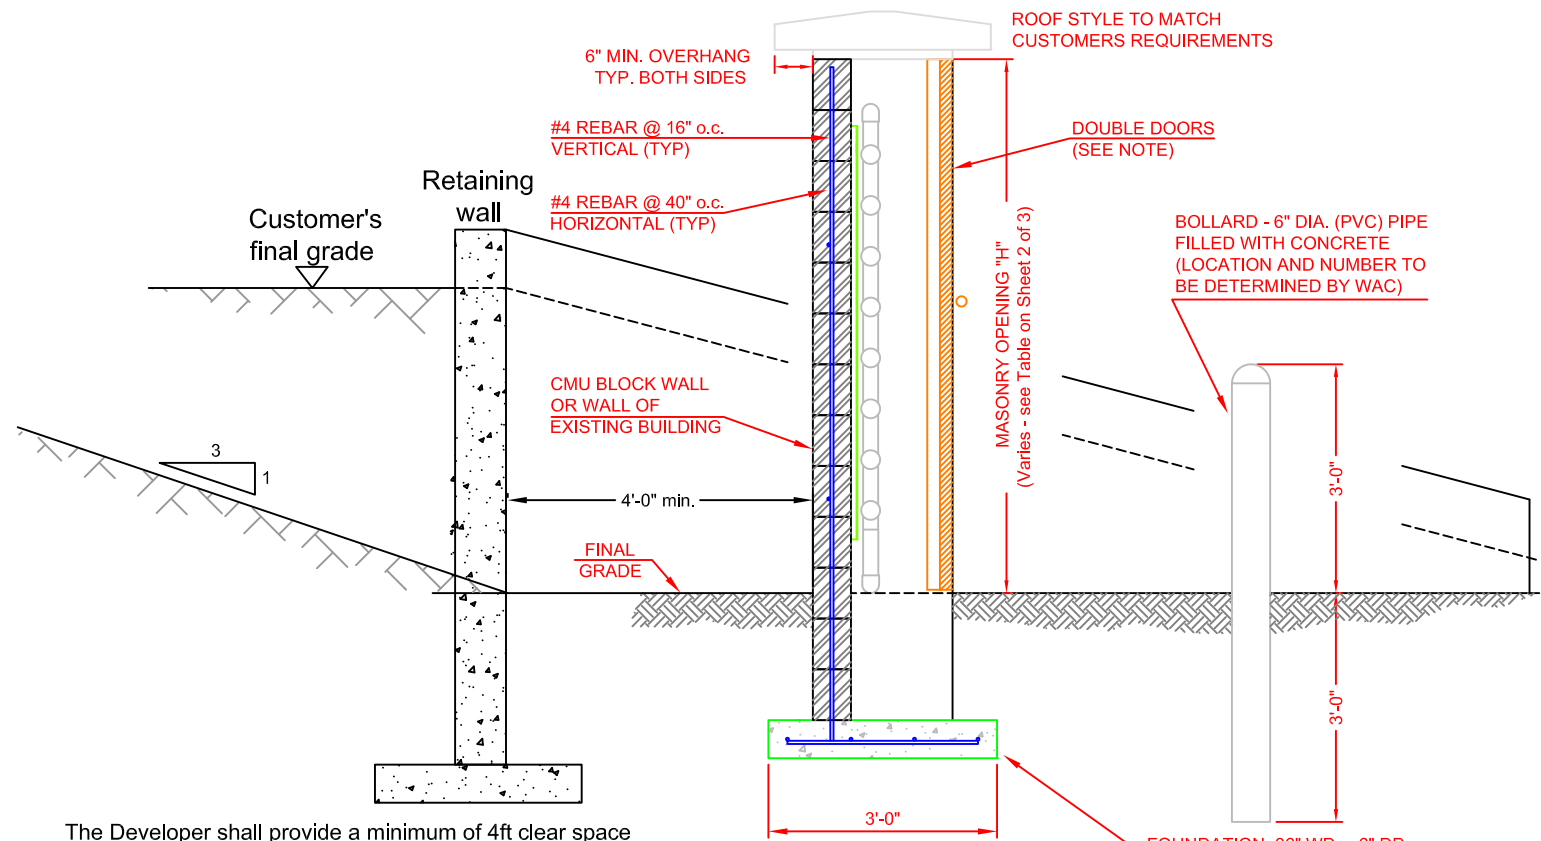 ROOF STYLE TO MATCH
CUSTOMERS REQUIREMENTS
6" MIN. OVERHANG
TYP. BOTH SIDES
#4 REBAR @ 16" o.c.
VERTICAL (TYP)
DOUBLE DOORS
(SEE NOTE)
Retaining
wall
#4 REBAR @ 40" o.c.
HORIZONTAL (TYP)
Customer's
final grade
BOLLARD - 6" DIA. (PVC) PIPE
FILLED WITH CONCRETE
(LOCATION AND NUMBER TO
BE DETERMINED BY WAC)
MASONRY OPENING "H"
(Varies - see Table on Sheet 2 of 3)
CMU BLOCK WALL
OR WALL OF
EXISTING BUILDING
3
1
4'-0" min.
3'-0"
FINAL
GRADE
3'-0"
3'-0"
The Developer shall provide a minimum of 4ft clear space
FOUNDATION